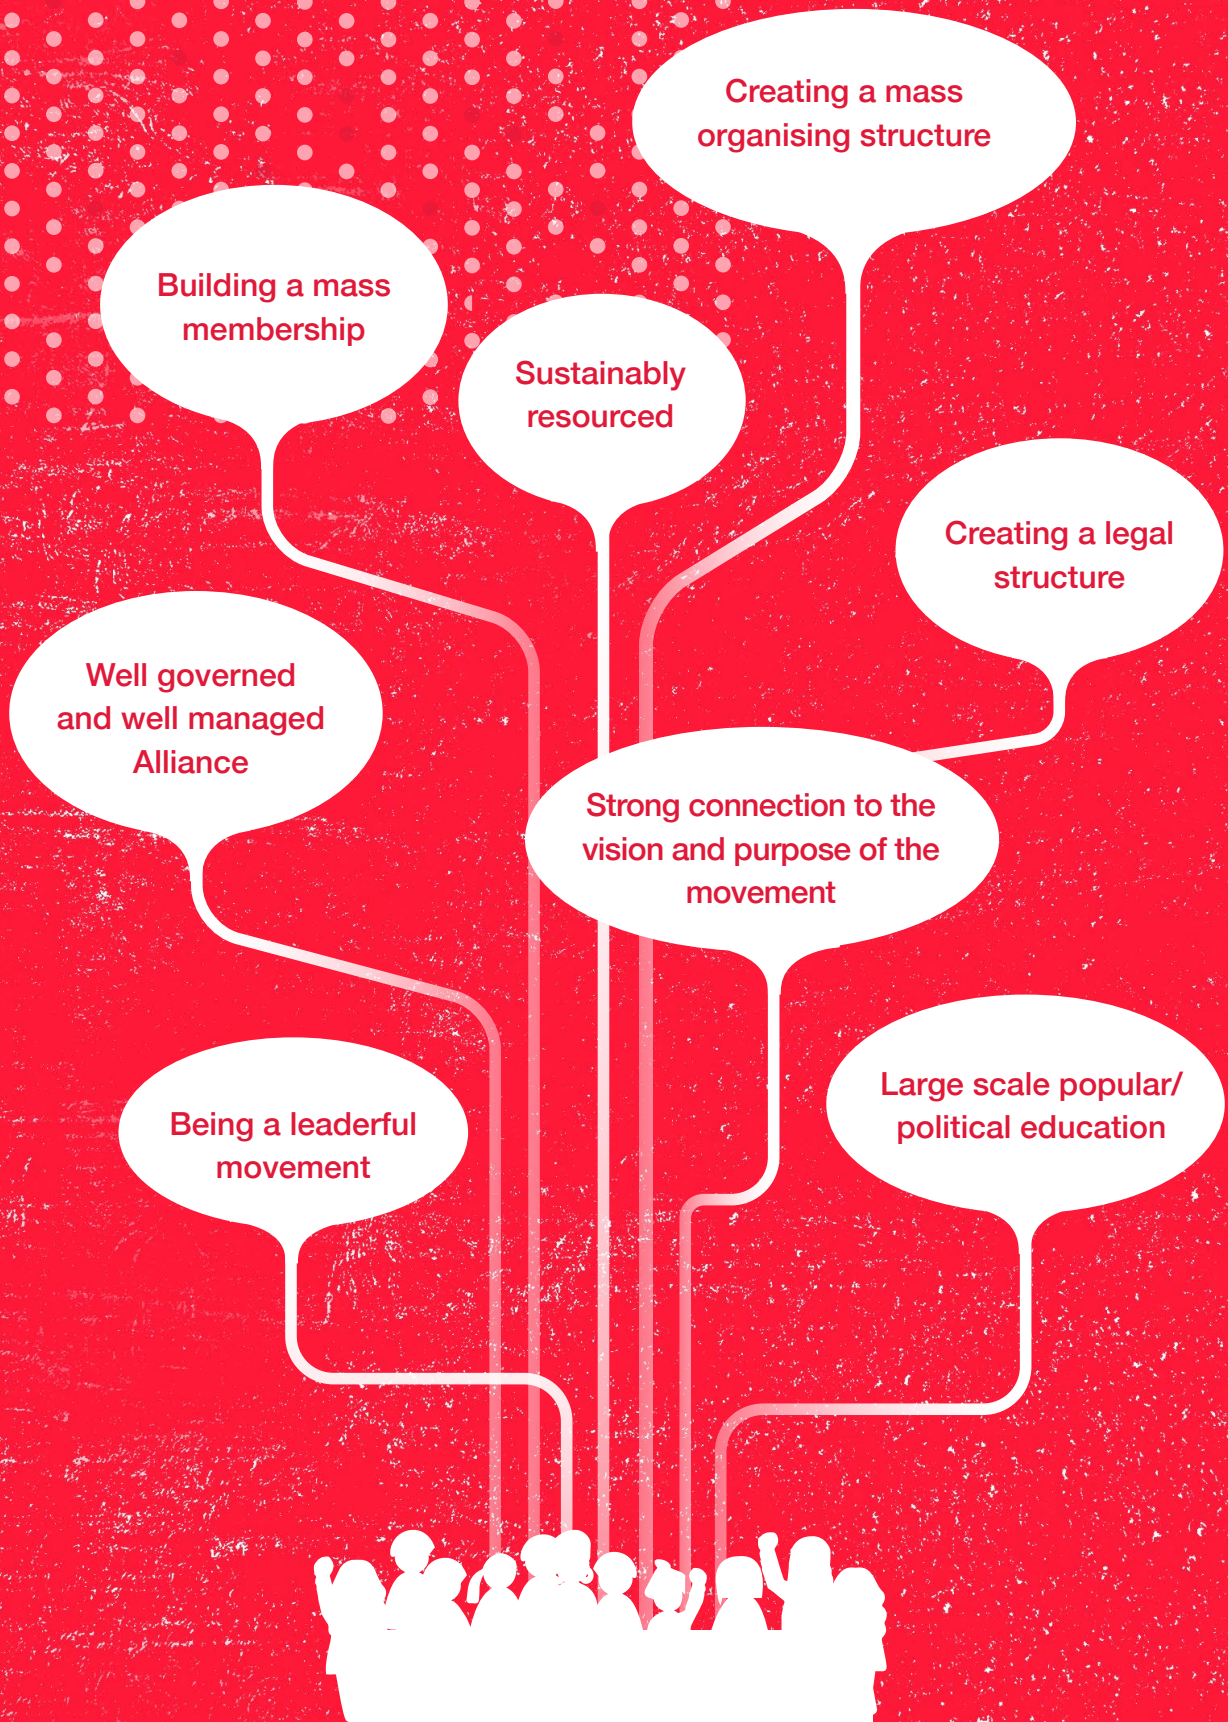 Creating a mass
organising structure
Building a mass
membership
Sustainably
resourced
Creating a legal
structure
Well governed
and well managed
Alliance
Strong connection to the
vision and purpose of the
movement
Large scale popular/
political education
Being a leaderful
movement